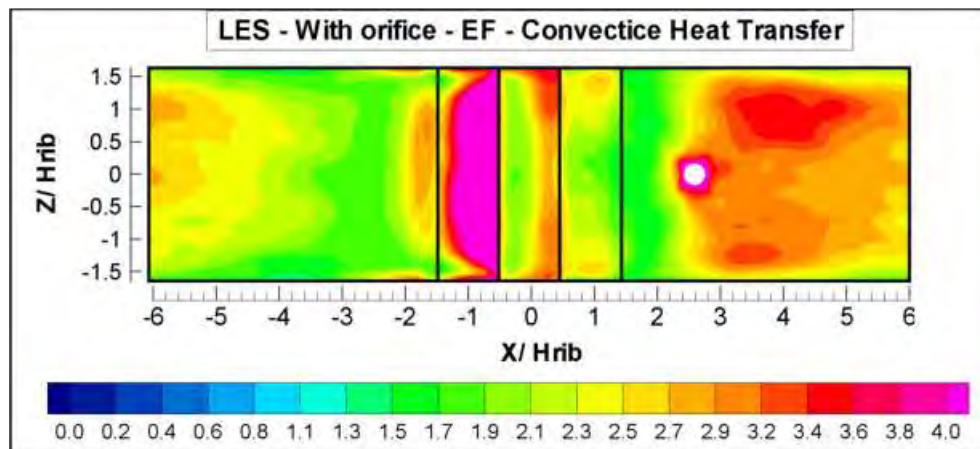 LES - With orifice - EF - Convectice Heat Transfer
1.5
1
0.5
0
-0.5
-1
-1.5
Z/ Hrib
-6 -5 -4 -3 -2 -1 0 1 2 3 4 5 6
X/ Hrib
0.0 0.2 0.4 0.6 0.8 1.1 1.3 1.5 1.7 1.9 2.1 2.3 2.5 2.7 2.9 3.2 3.4 3.6 3.8 4.0